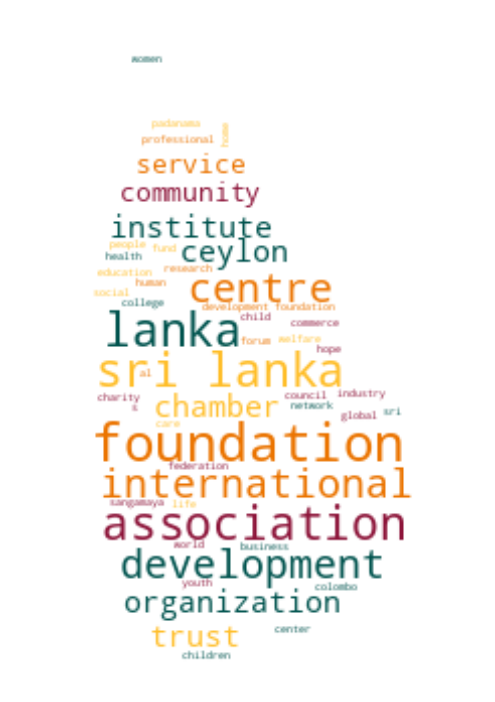 women
padanama
home
professional
service
community
institute
people fund ceylon
health
education research
human centre
social
college development foundation
lanka child commerce
forum welfare
hope
sri lanka
al
charity chamber council industry
s network global sri
care
foundation
federation
international
sangamaya life
association
world business
development
youth colombo
organization
trust center
children